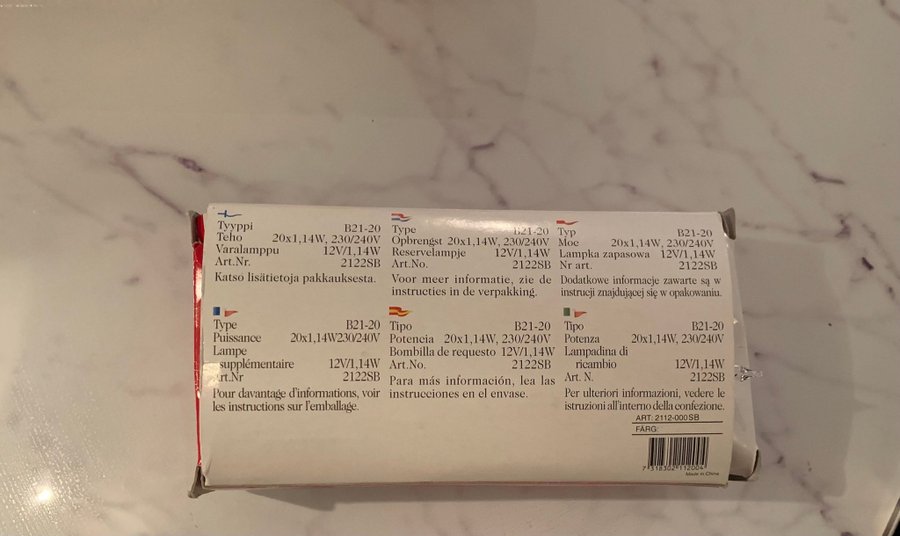 Tyyppi B21-20
Teho 20x1,14W, 230/240V
Varalamppu 12V/1,14W
Art.Nr. 2122SB
Katso lisätietoja pakkauksesta.
Type B21-20
Opbrengst 20x1,14W, 230/240V
Reservelampje 12V/1,14W
Art.No. 2122SB
Voor meer informatie, zie de
instructies in de verpakking.
Typ B21-20
Moc 20x1,14W, 230/240V
Lampka zapasowa 12V/1,14W
Nr art. 2122SB
Dodatkowe informacje zawarte są w
instrucji znajdującej się w opakowaniu.
Type B21-20
Puissance 20x1,14W230/240V
Lampe
supplémentaire 12V/1,14W
Art.Nr 2122SB
Pour davantage d'informations, voir
les instructions sur l'emballage.
Tipo B21-20
Potencia 20x1,14W, 230/240V
Bombilla de requesto 12V/1,14W
Art.No. 2122SB
Para más información, lea las
instrucciones en el envase.
Tipo B21-20
Potenza 20x1,14W, 230/240V
Lampadina di
ricambio 12V/1,14W
Art. N. 2122SB
Per ulteriori informazioni, vedere le
istruzioni all'interno della confezione.
ART: 2112-000SB
FÄRG:
7 318302 112004
Made in China